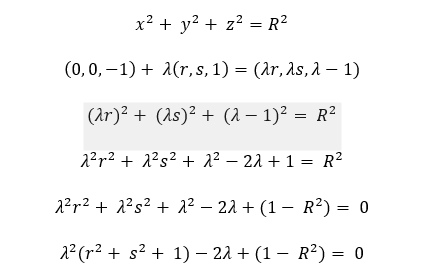 x² + y² + z² = R²
(0, 0, −1) + λ(r, s, 1) = (λr, λs, λ − 1)
(λr)² + (λs)² + (λ − 1)² = R²
λ²r² + λ²s² + λ² − 2λ + 1 = R²
λ²r² + λ²s² + λ² − 2λ + (1 − R²) = 0
λ²(r² + s² + 1) − 2λ + (1 − R²) = 0